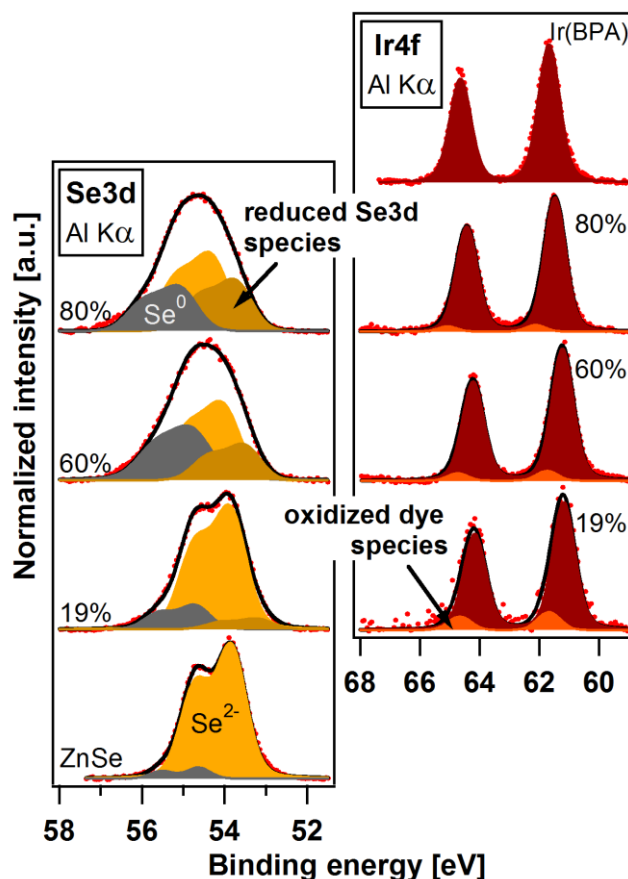 Ir4f
Al Kα
Ir(BPA)
Se3d
Al Kα
reduced Se3d
species
80%
Se⁰
80%
60%
60%
oxidized dye
species
19%
19%
Se²⁻
ZnSe
68 66 64 62 60
58 56 54 52
Normalized intensity [a.u.]
Binding energy [eV]